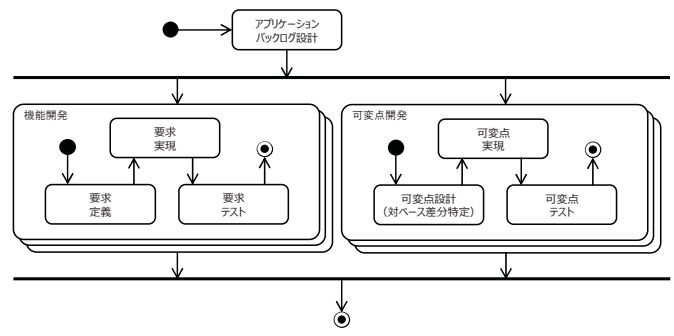 アプリケーション
バックログ設計
機能開発
要求
実現
要求
定義
要求
テスト
可変点開発
可変点
実現
可変点設計
（対ベース差分特定）
可変点
テスト